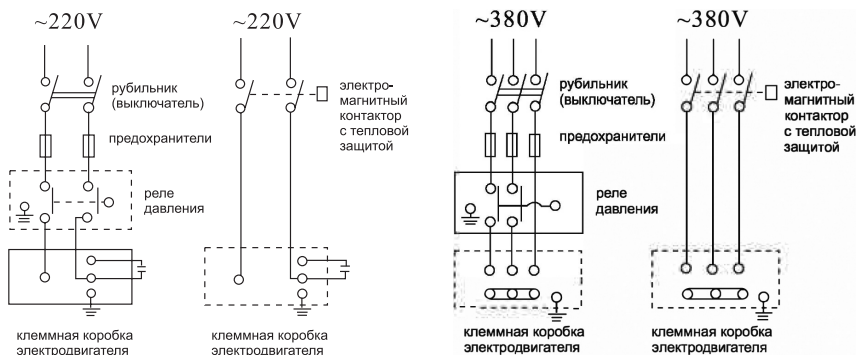 ~220V
~220V
рубильник
(выключатель)
предохранители
реле
давления
клеммная коробка
электродвигателя
электро-
магнитный
контактор
с тепловой
защитой
клеммная коробка
электродвигателя
~380V
~380V
рубильник
(выключатель)
предохранители
реле
давления
клеммная коробка
электродвигателя
электро-
магнитный
контактор
с тепловой
защитой
клеммная коробка
электродвигателя